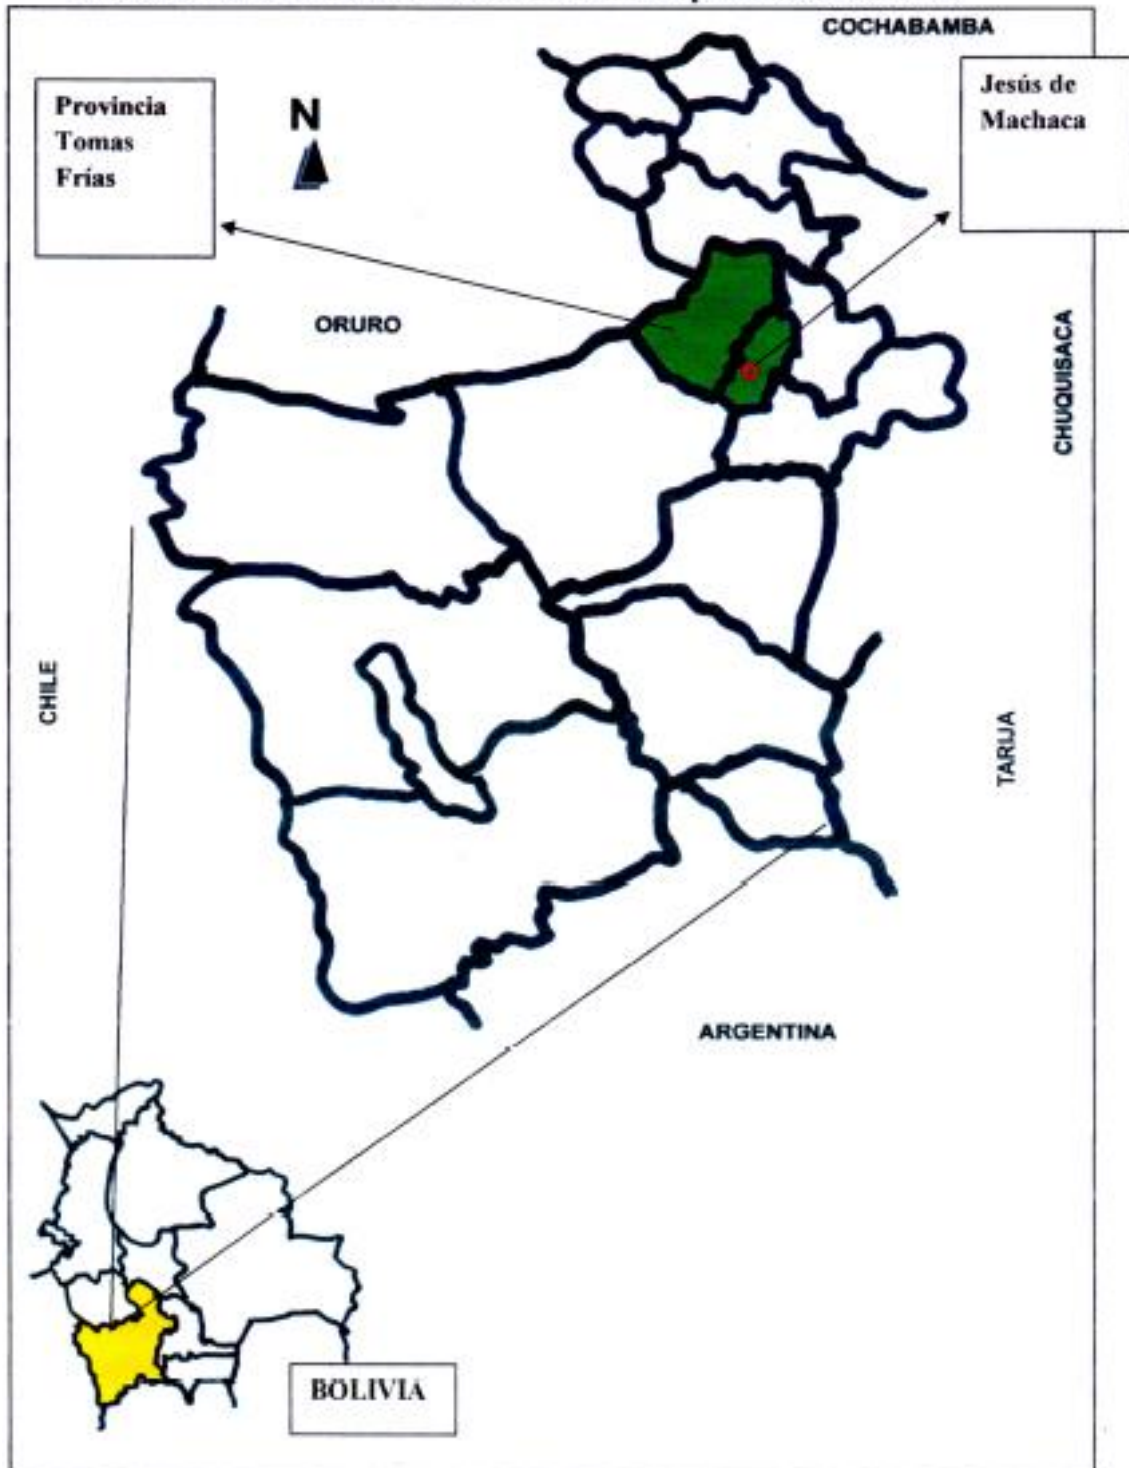 COCHABAMBA
Provincia
Tomas
Frías
N
Jesús de
Machaca
ORURO
CHUQUISACA
CHILE
TARIJA
ARGENTINA
BOLIVIA